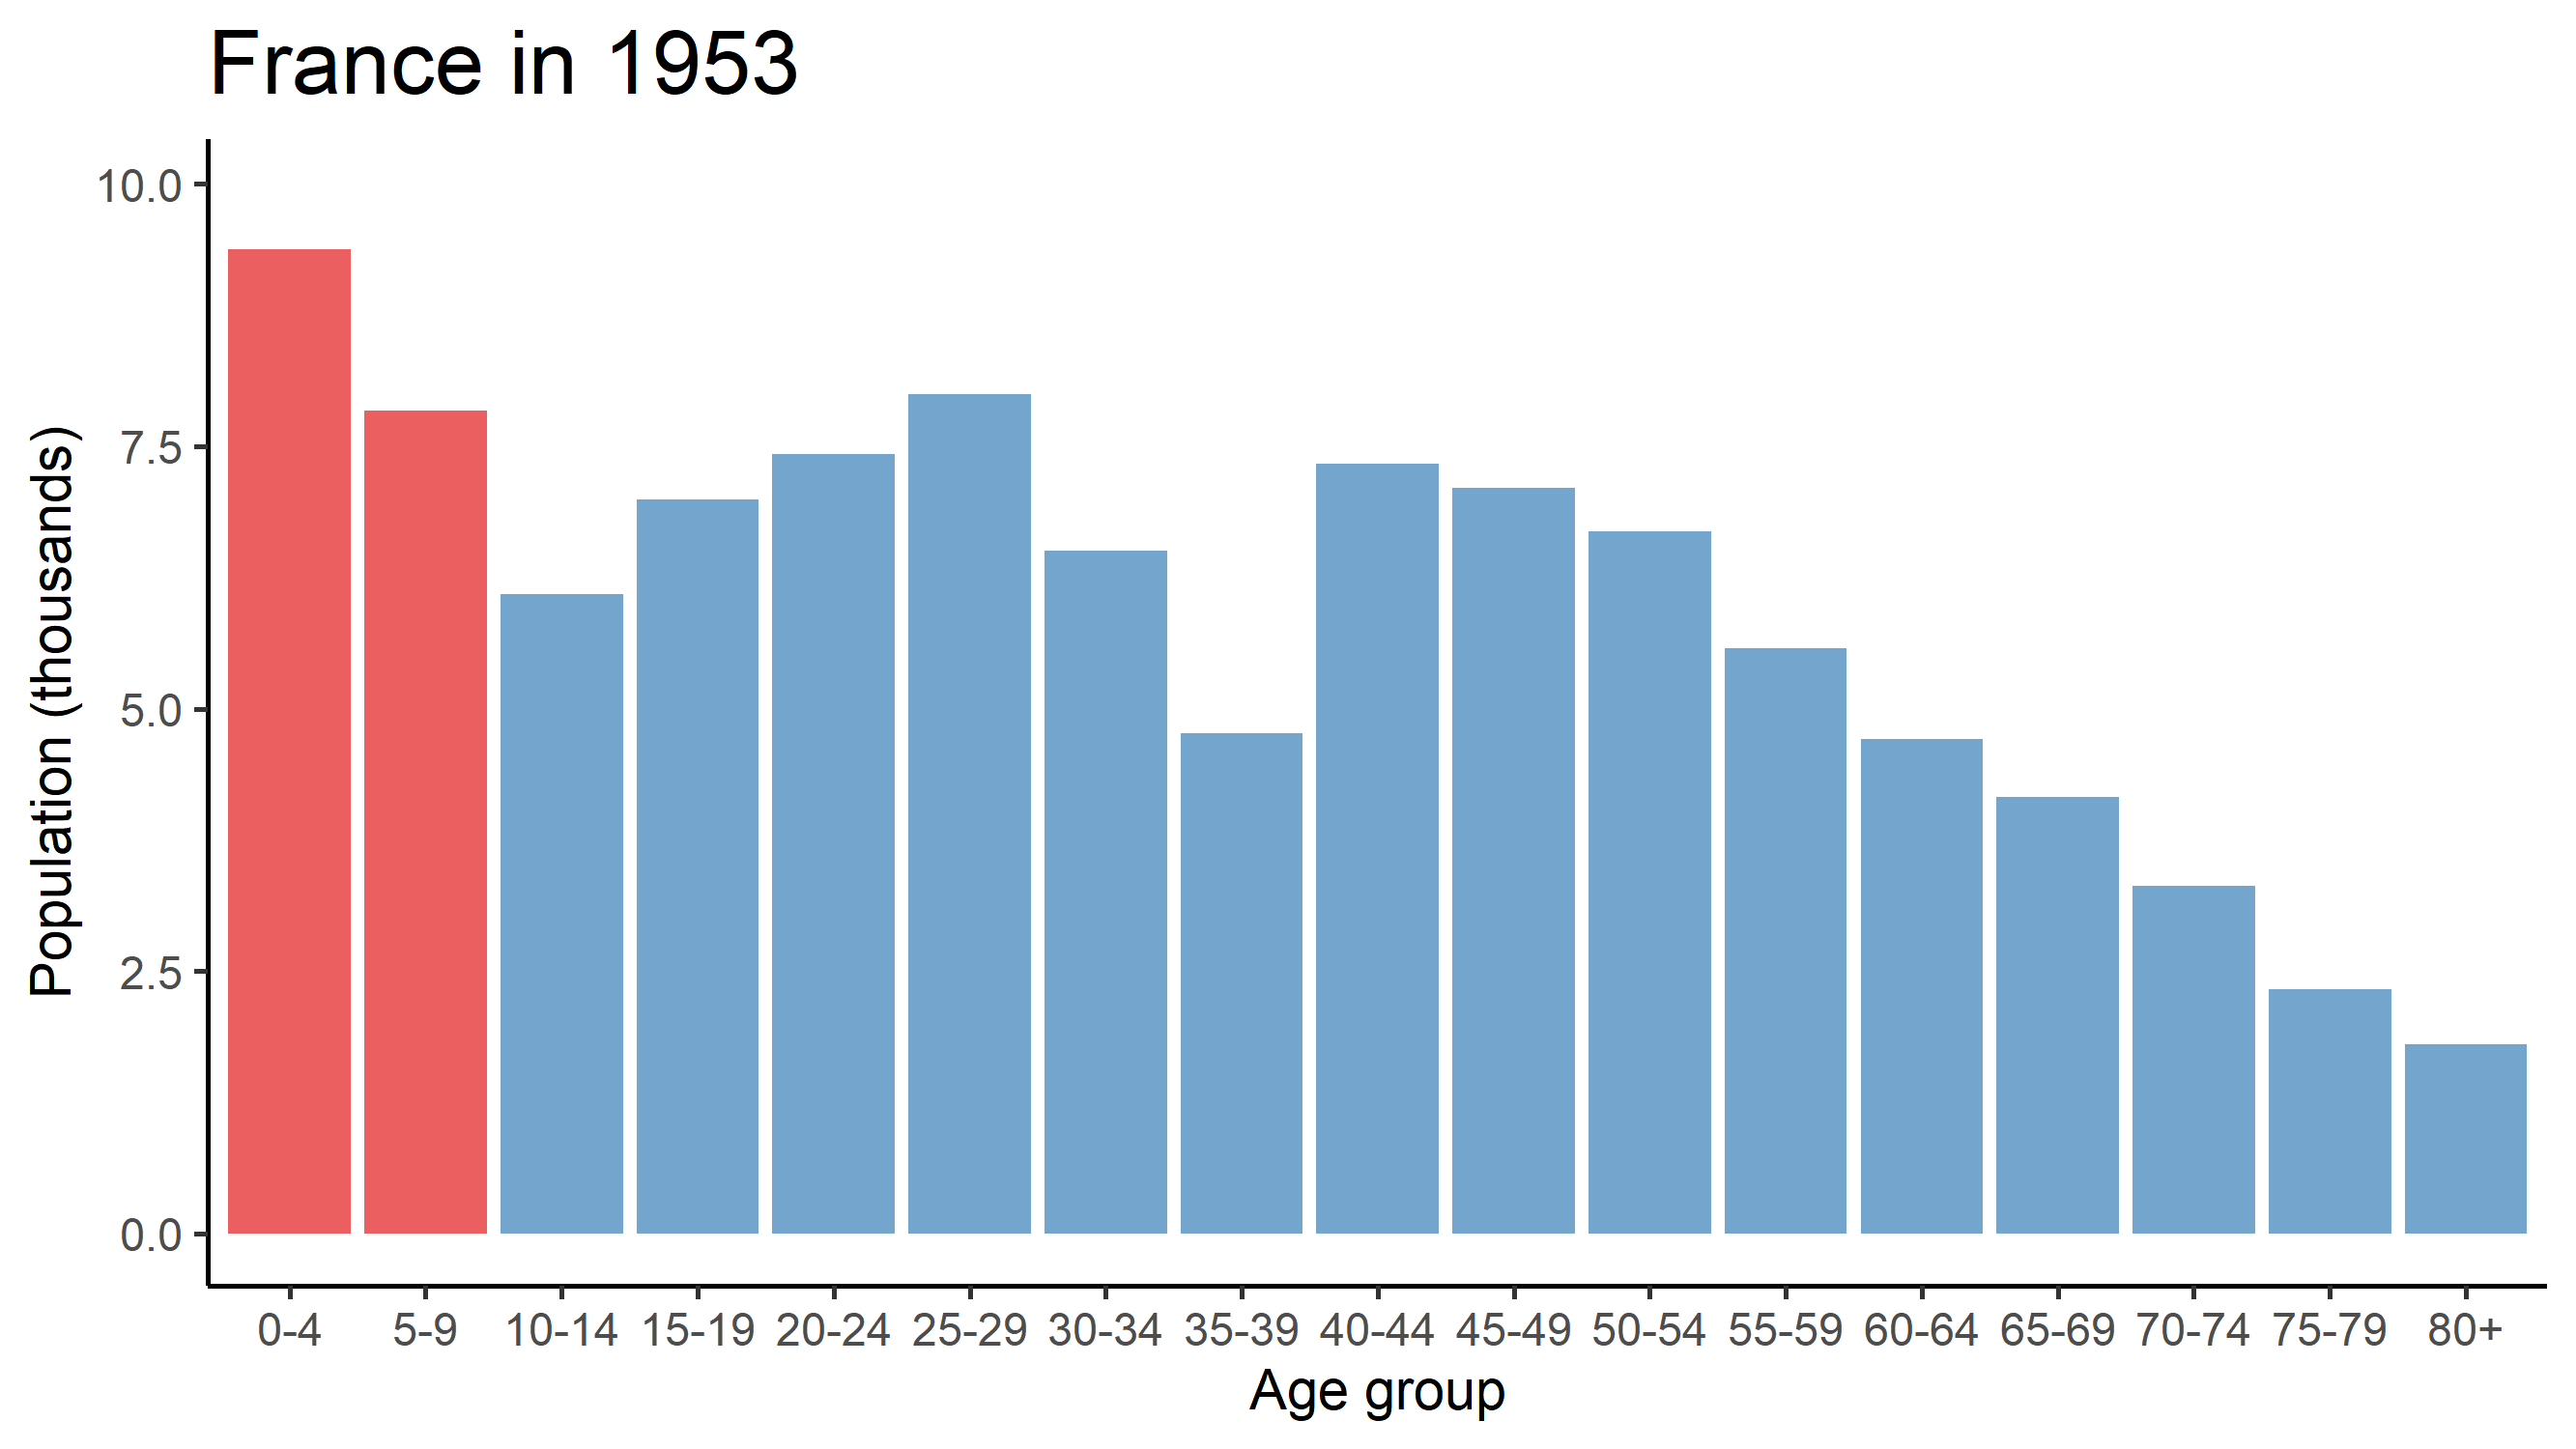 France in 1953
Population (thousands)
10.0
7.5
5.0
2.5
0.0
0-4 5-9 10-14 15-19 20-24 25-29 30-34 35-39 40-44 45-49 50-54 55-59 60-64 65-69 70-74 75-79 80+
Age group